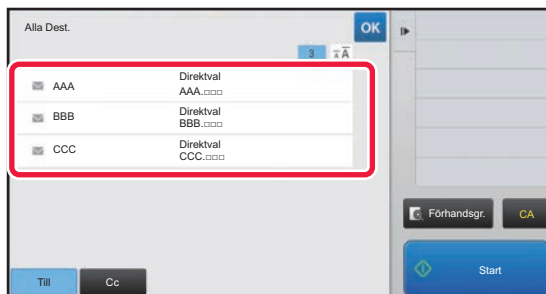 Alla Dest.
OK
3
AAA
Direktval
AAA.□□□
BBB
Direktval
BBB.□□□
CCC
Direktval
CCC.□□□
Förhandsgr.
CA
Till
Cc
Start